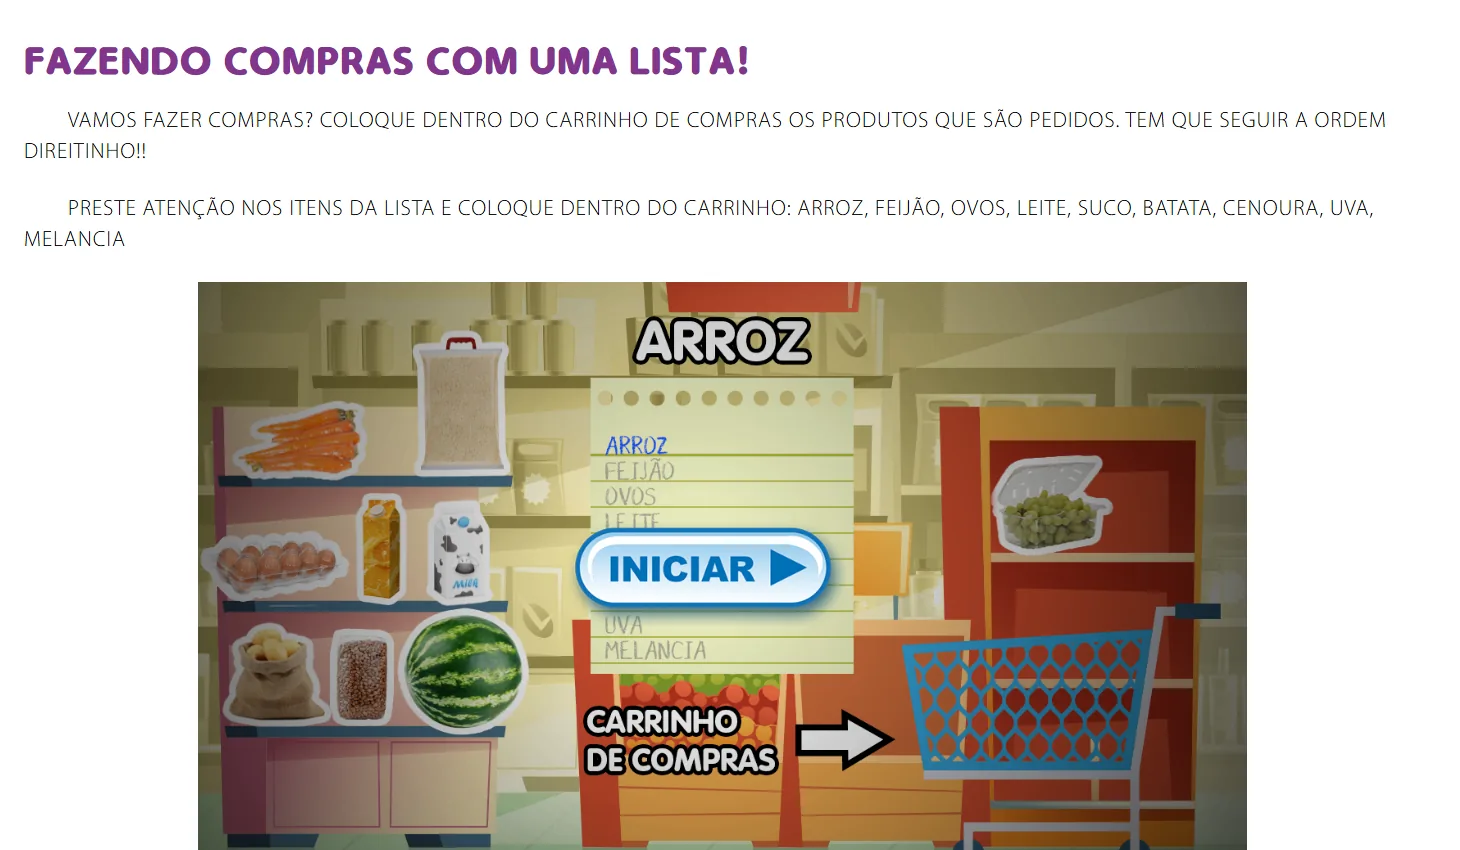 FAZENDO COMPRAS COM UMA LISTA!
VAMOS FAZER COMPRAS? COLOQUE DENTRO DO CARRINHO DE COMPRAS OS PRODUTOS QUE SÃO PEDIDOS. TEM QUE SEGUIR A ORDEM
DIREITINHO!!
PRESTE ATENÇÃO NOS ITENS DA LISTA E COLOQUE DENTRO DO CARRINHO: ARROZ, FEIJÃO, OVOS, LEITE, SUCO, BATATA, CENOURA, UVA,
MELANCIA
ARROZ
ARROZ
FEIJÃO
OVOS
LEITE
INICIAR
MILK
UVA
MELANCIA
CARRINHO
DE COMPRAS